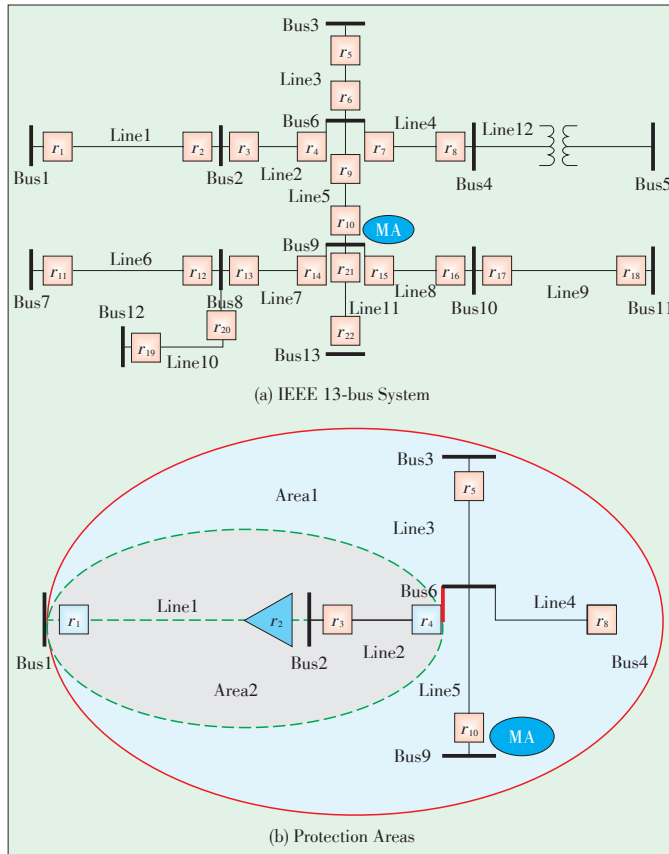 Bus3
r5
Line3
r6
Bus6
Line4
Line12
Line1
r1
r2
r3
r4
r7
r8
r9
Bus1
Bus2
Line2
Bus4
Bus5
Line5
r10
MA
Bus9
Line6
r11
r12
r13
r14
r21
r15
r16
r17
r18
Line9
Bus7
Bus8
Line7
Line11
Line8
Bus10
Bus11
Bus12
r20
r19
Line10
r22
Bus13
(a) IEEE 13-bus System
Bus3
Area1
r5
Line3
Bus6
Line1
Line4
r1
r2
r3
r4
r8
Bus1
Bus2
Line2
Bus4
Area2
Line5
r10
MA
Bus9
(b) Protection Areas